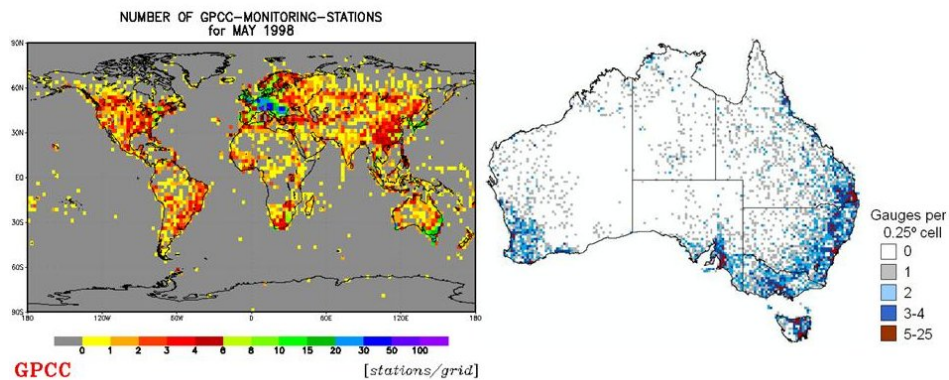 NUMBER OF GPCC-MONITORING-STATIONS
for MAY 1998
90N
60N
30N
EQ
30S
60S
90S
180 120W 60W 0 60E 120E 180
0 1 2 3 4 6 8 10 15 20 30 50 100
GPCC [stations/grid]
Gauges per
0.25º cell
0
1
2
3-4
5-25